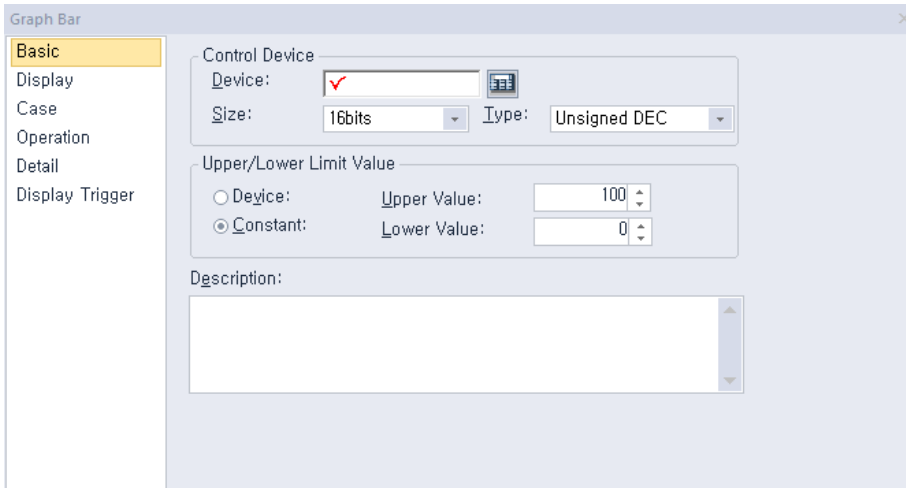 Graph Bar
Basic
Display
Case
Operation
Detail
Display Trigger
Control Device
Device:
Size: 16bits Type: Unsigned DEC
Upper/Lower Limit Value
Device: Upper Value: 100
Constant: Lower Value: 0
Description: